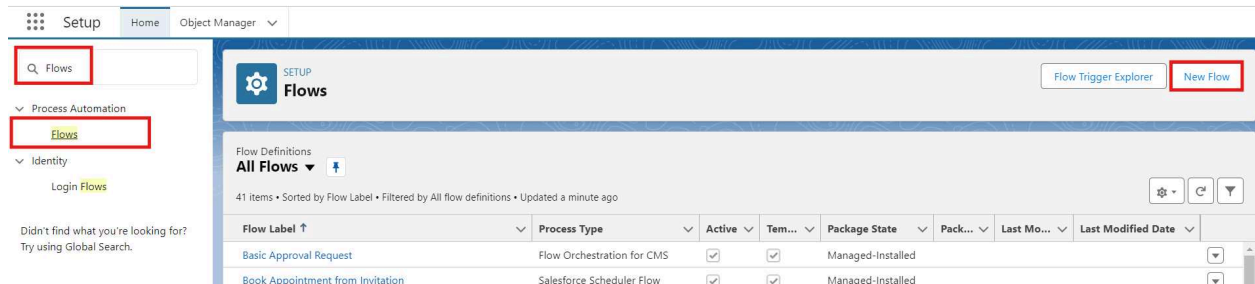 Setup Home Object Manager
Flows
Process Automation
Flows
Identity
Login Flows
Didn't find what you're looking for?
Try using Global Search.
SETUP
Flows
Flow Trigger Explorer New Flow
Flow Definitions
All Flows
41 items • Sorted by Flow Label • Filtered by All flow definitions • Updated a minute ago
Flow Label ↑ Process Type Active Tem... Package State Pack... Last Mo... Last Modified Date
Basic Approval Request Flow Orchestration for CMS Managed-Installed
Book Appointment from Invitation Salesforce Scheduler Flow Managed-Installed